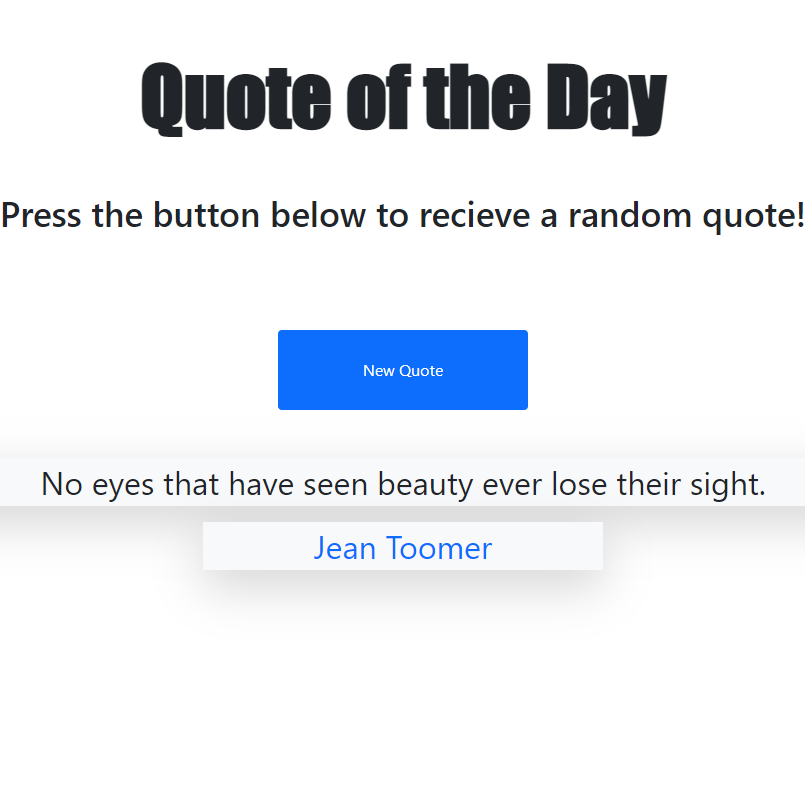 Quote of the Day
Press the button below to recieve a random quote!
New Quote
No eyes that have seen beauty ever lose their sight.
Jean Toomer